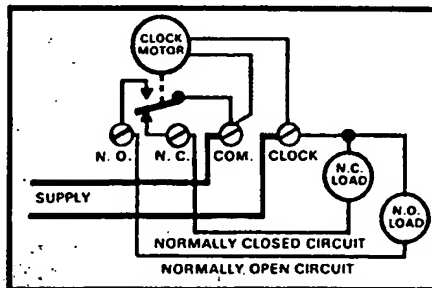 CLOCK
MOTOR
N. O. N. C. COM. CLOCK
N.C.
LOAD
SUPPLY
N.O.
LOAD
NORMALLY CLOSED CIRCUIT
NORMALLY OPEN CIRCUIT